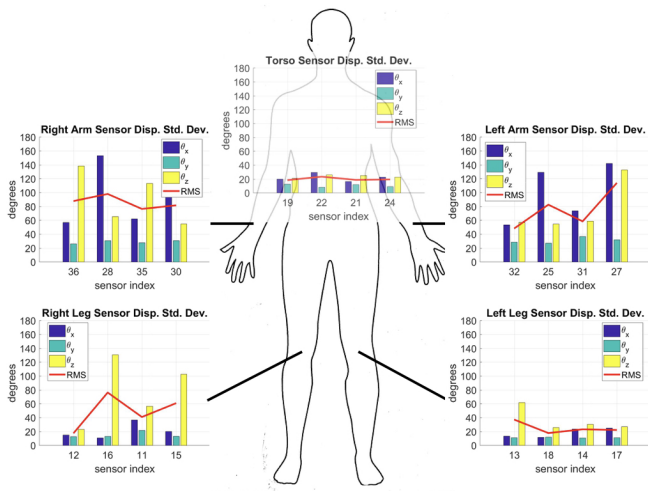 Torso Sensor Disp. Std. Dev.
degrees
180
160
140
120
100
80
60
40
20
0
θx
θy
θz
RMS
19 22 21 24
sensor index
Right Arm Sensor Disp. Std. Dev.
degrees
180
160
140
120
100
80
60
40
20
0
θx
θy
θz
RMS
36 28 35 30
sensor index
Left Arm Sensor Disp. Std. Dev.
degrees
180
160
140
120
100
80
60
40
20
0
θx
θy
θz
RMS
32 25 31 27
sensor index
Right Leg Sensor Disp. Std. Dev.
degrees
180
160
140
120
100
80
60
40
20
0
θx
θy
θz
RMS
12 16 11 15
sensor index
Left Leg Sensor Disp. Std. Dev.
degrees
180
160
140
120
100
80
60
40
20
0
θx
θy
θz
RMS
13 18 14 17
sensor index